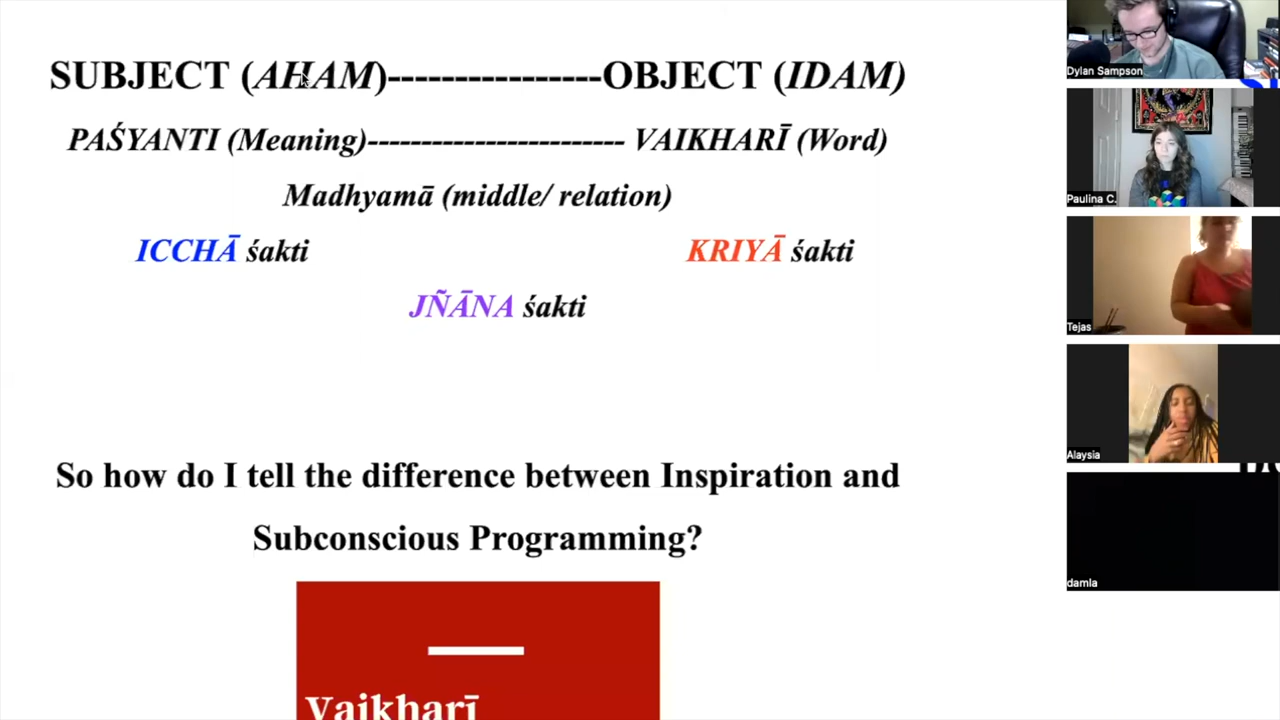 SUBJECT (AHAM)----------------OBJECT (IDAM)
PAŚYANTI (Meaning)------------------------ VAIKHARĪ (Word)
Madhyamā (middle/ relation)
ICCHĀ śakti
KRIYĀ śakti
JÑĀNA śakti
So how do I tell the difference between Inspiration and
Subconscious Programming?
Vaikharī
Dylan Sampson
Paulina C.
Tejas
Alaysia
damla